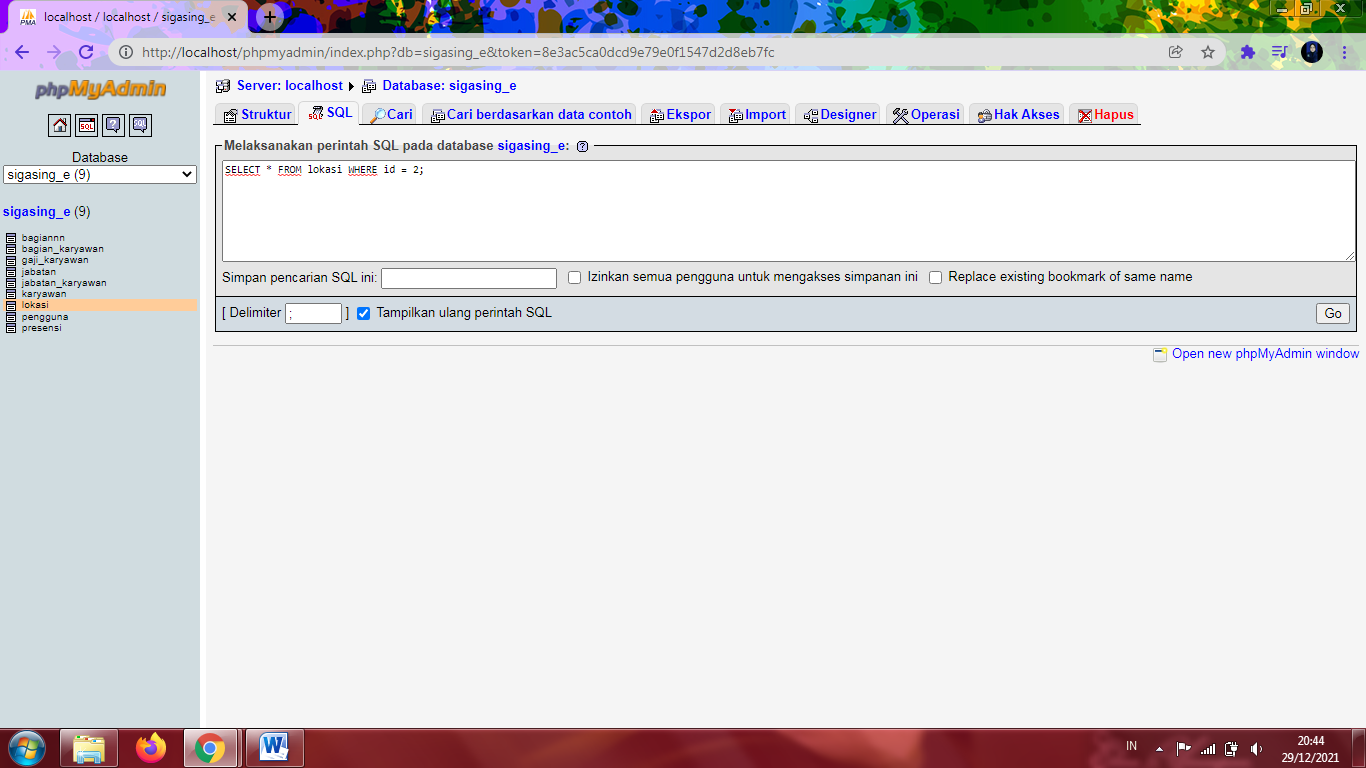 localhost / localhost / sigasing_e
http://localhost/phpmyadmin/index.php?db=sigasing_e&token=8e3ac5ca0dcd9e79e0f1547d2d8eb7fc
phpMyAdmin
SQL
Database
sigasing_e (9)
sigasing_e (9)
bagiannn
bagian_karyawan
gaji_karyawan
jabatan
jabatan_karyawan
karyawan
lokasi
pengguna
presensi
Server: localhost Database: sigasing_e
Struktur SQL Cari Cari berdasarkan data contoh Ekspor Import Designer Operasi Hak Akses Hapus
Melaksanakan perintah SQL pada database sigasing_e:
SELECT * FROM lokasi WHERE id = 2;
Simpan pencarian SQL ini: Izinkan semua pengguna untuk mengakses simpanan ini Replace existing bookmark of same name
[ Delimiter ; ] Tampilkan ulang perintah SQL Go
Open new phpMyAdmin window
IN 20:44
29/12/2021